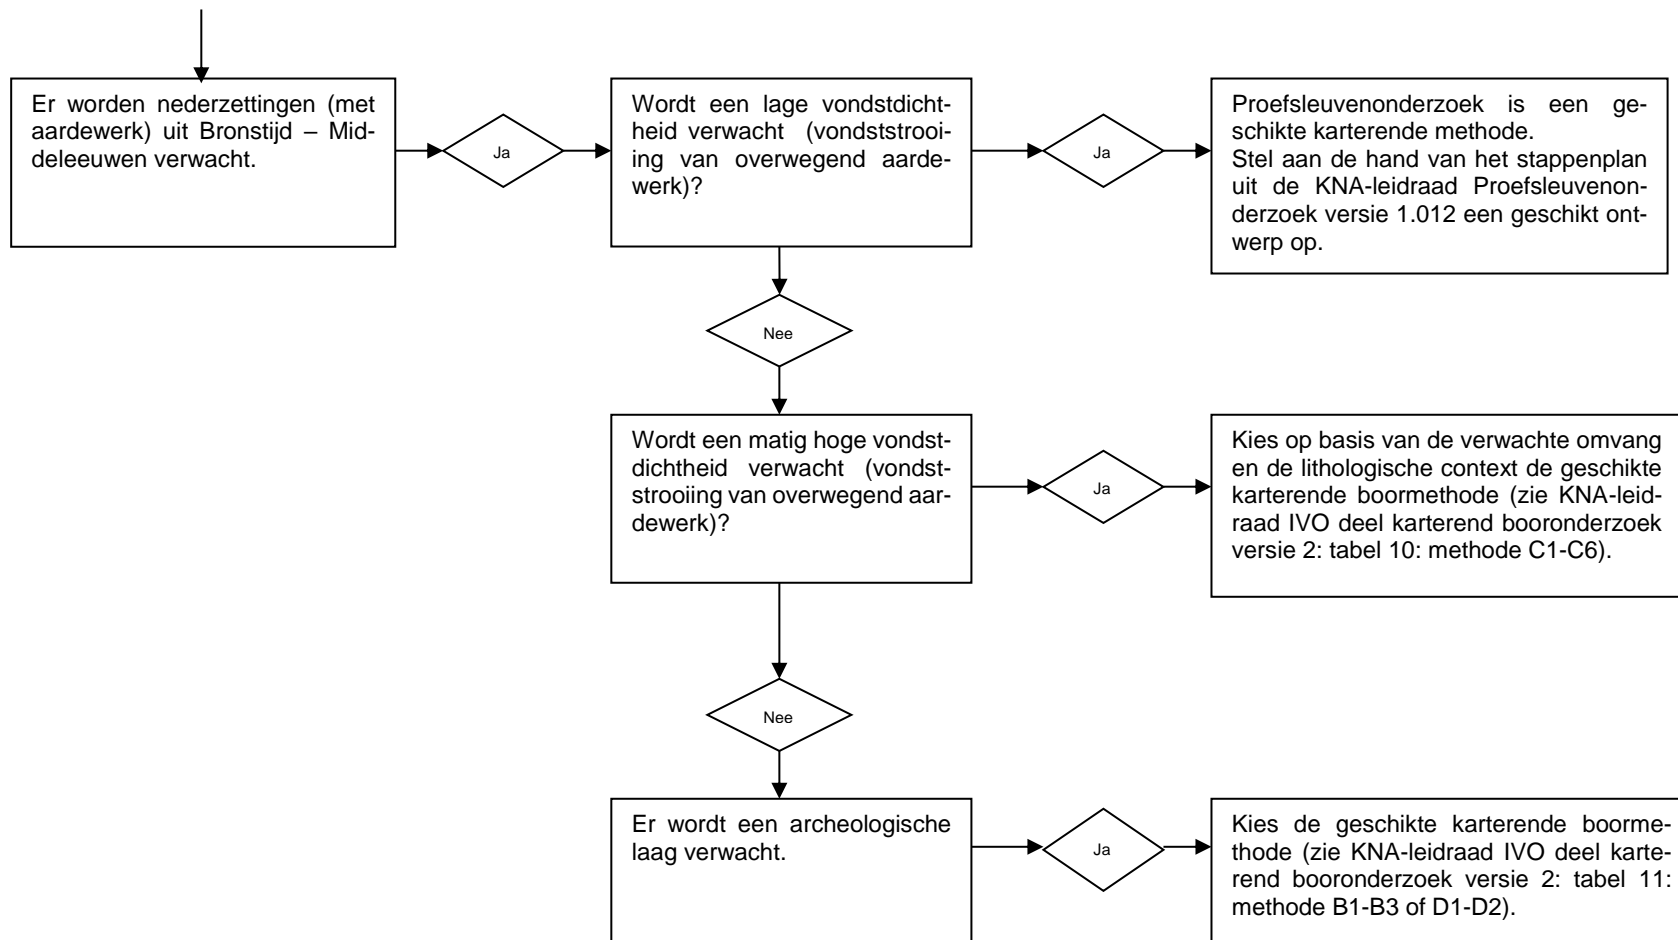 Er worden nederzettingen (met
aardewerk) uit Bronstijd – Mid-
deleeuwen verwacht.
Ja
Wordt een lage vondstdicht-
heid verwacht (vondststrooi-
ing van overwegend aarde-
werk)?
Ja
Proefsleuvenonderzoek is een ge-
schikte karterende methode.
Stel aan de hand van het stappenplan
uit de KNA-leidraad Proefsleuvenon-
derzoek versie 1.012 een geschikt ont-
werp op.
Nee
Wordt een matig hoge vondst-
dichtheid verwacht (vondst-
strooiing van overwegend aar-
dewerk)?
Ja
Kies op basis van de verwachte omvang
en de lithologische context de geschikte
karterende boormethode (zie KNA-leid-
raad IVO deel karterend booronderzoek
versie 2: tabel 10: methode C1-C6).
Nee
Er wordt een archeologische
laag verwacht.
Ja
Kies de geschikte karterende boorme-
thode (zie KNA-leidraad IVO deel karte-
rend booronderzoek versie 2: tabel 11:
methode B1-B3 of D1-D2).